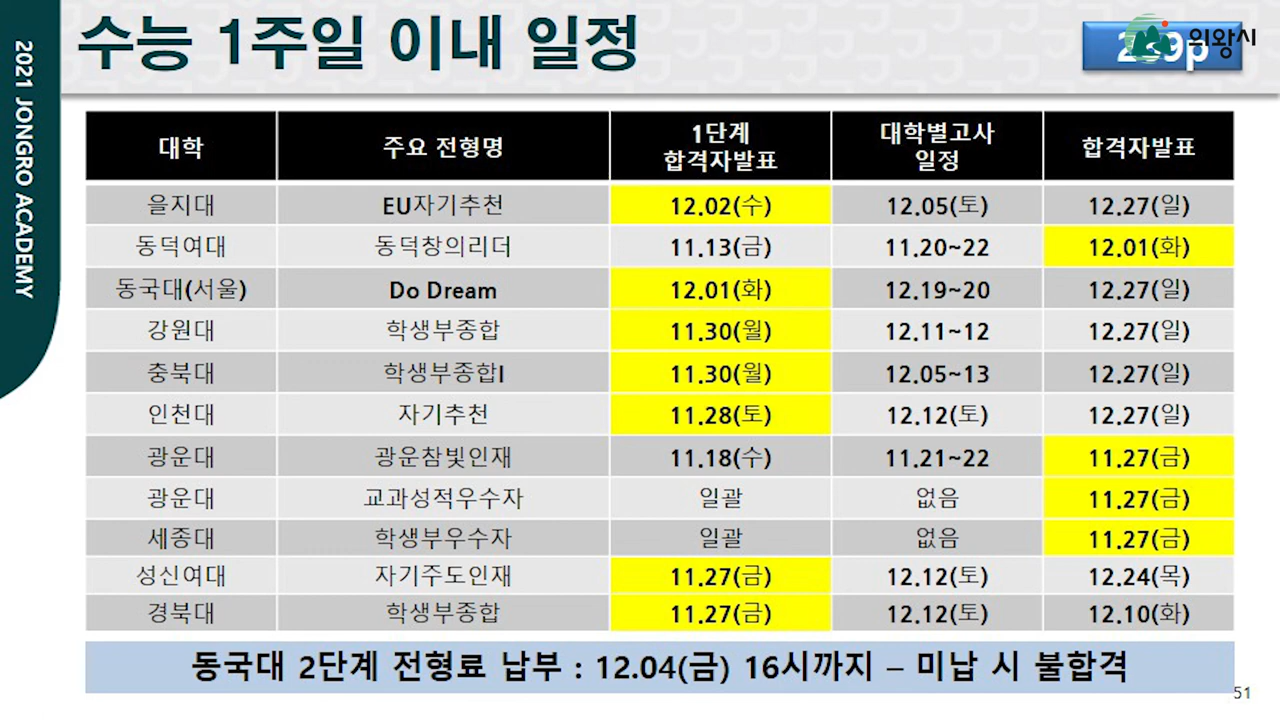 수능 1주일 이내 일정
의왕시
2021 JONGRO ACADEMY
대학 주요 전형명 1단계 합격자발표 대학별고사 일정 합격자발표
을지대 EU자기추천 12.02(수) 12.05(토) 12.27(일)
동덕여대 동덕창의리더 11.13(금) 11.20~22 12.01(화)
동국대(서울) Do Dream 12.01(화) 12.19~20 12.27(일)
강원대 학생부종합 11.30(월) 12.11~12 12.27(일)
충북대 학생부종합Ⅰ 11.30(월) 12.05~13 12.27(일)
인천대 자기추천 11.28(토) 12.12(토) 12.27(일)
광운대 광운참빛인재 11.18(수) 11.21~22 11.27(금)
광운대 교과성적우수자 일괄 없음 11.27(금)
세종대 학생부우수자 일괄 없음 11.27(금)
성신여대 자기주도인재 11.27(금) 12.12(토) 12.24(목)
경북대 학생부종합 11.27(금) 12.12(토) 12.10(화)
동국대 2단계 전형료 납부 : 12.04(금) 16시까지 – 미납 시 불합격
51